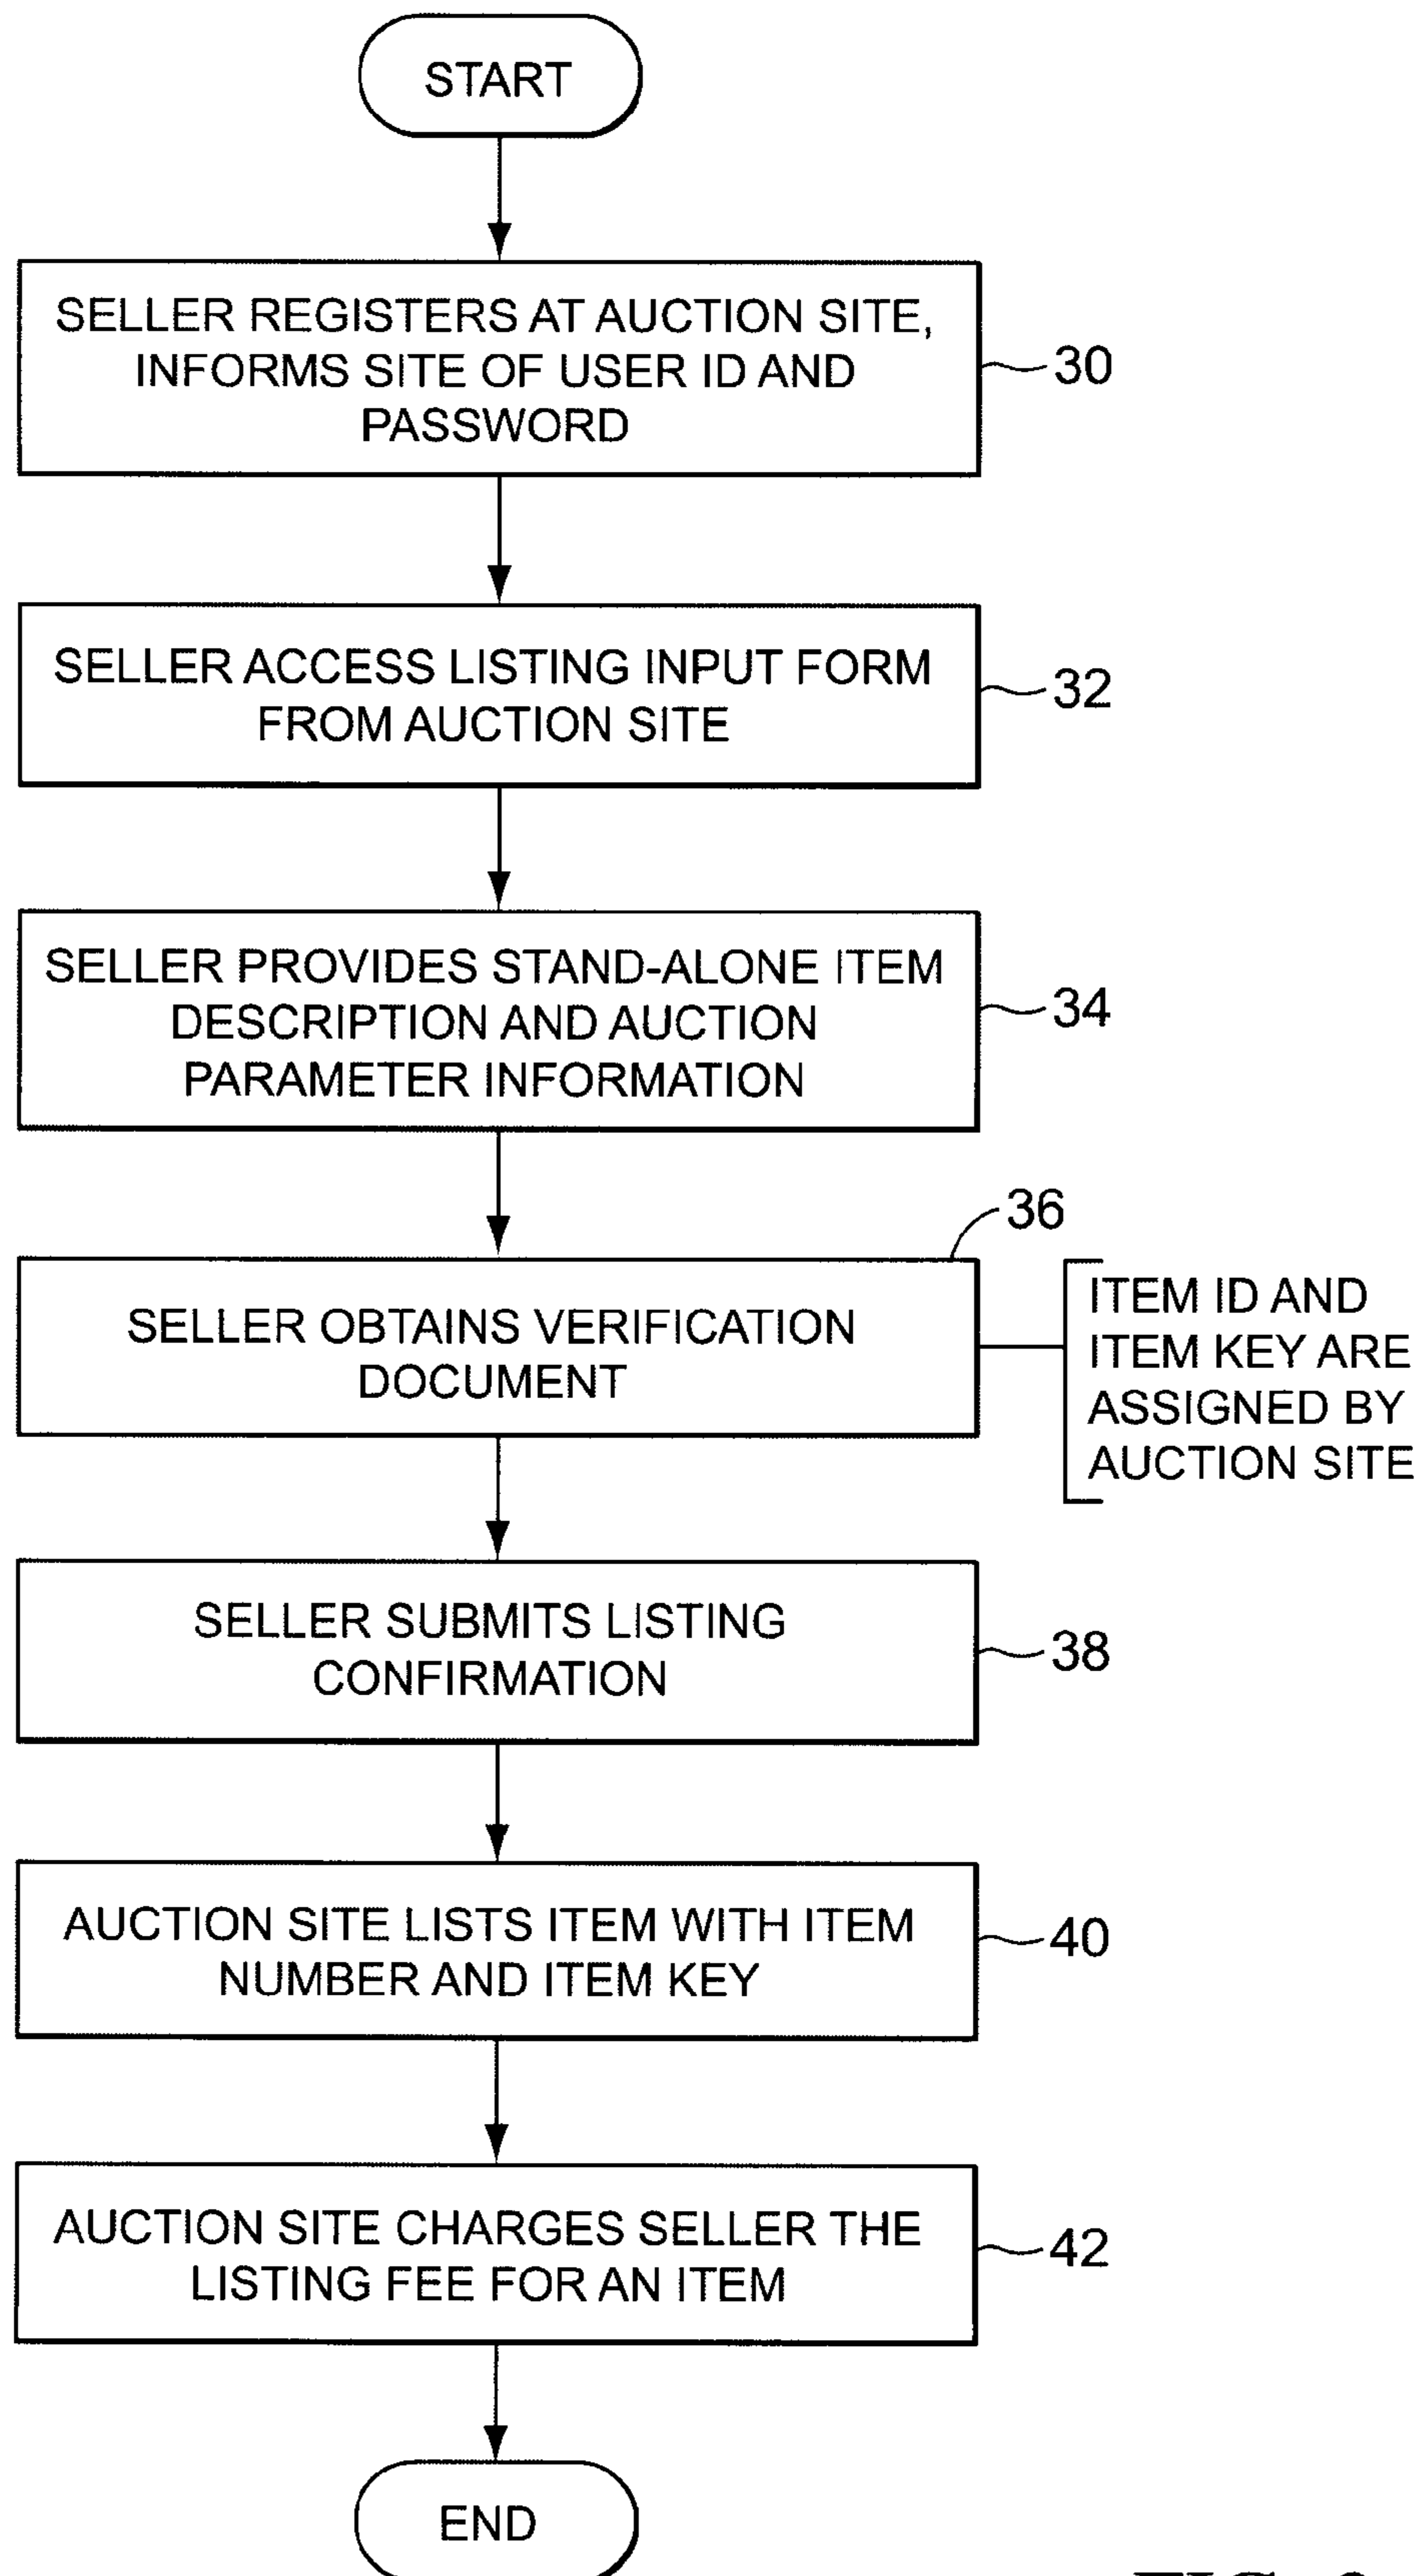 START
SELLER REGISTERS AT AUCTION SITE,
INFORMS SITE OF USER ID AND
PASSWORD
30
SELLER ACCESS LISTING INPUT FORM
FROM AUCTION SITE
32
SELLER PROVIDES STAND-ALONE ITEM
DESCRIPTION AND AUCTION
PARAMETER INFORMATION
34
36
SELLER OBTAINS VERIFICATION
DOCUMENT
ITEM ID AND
ITEM KEY ARE
ASSIGNED BY
AUCTION SITE
SELLER SUBMITS LISTING
CONFIRMATION
38
AUCTION SITE LISTS ITEM WITH ITEM
NUMBER AND ITEM KEY
40
AUCTION SITE CHARGES SELLER THE
LISTING FEE FOR AN ITEM
42
END